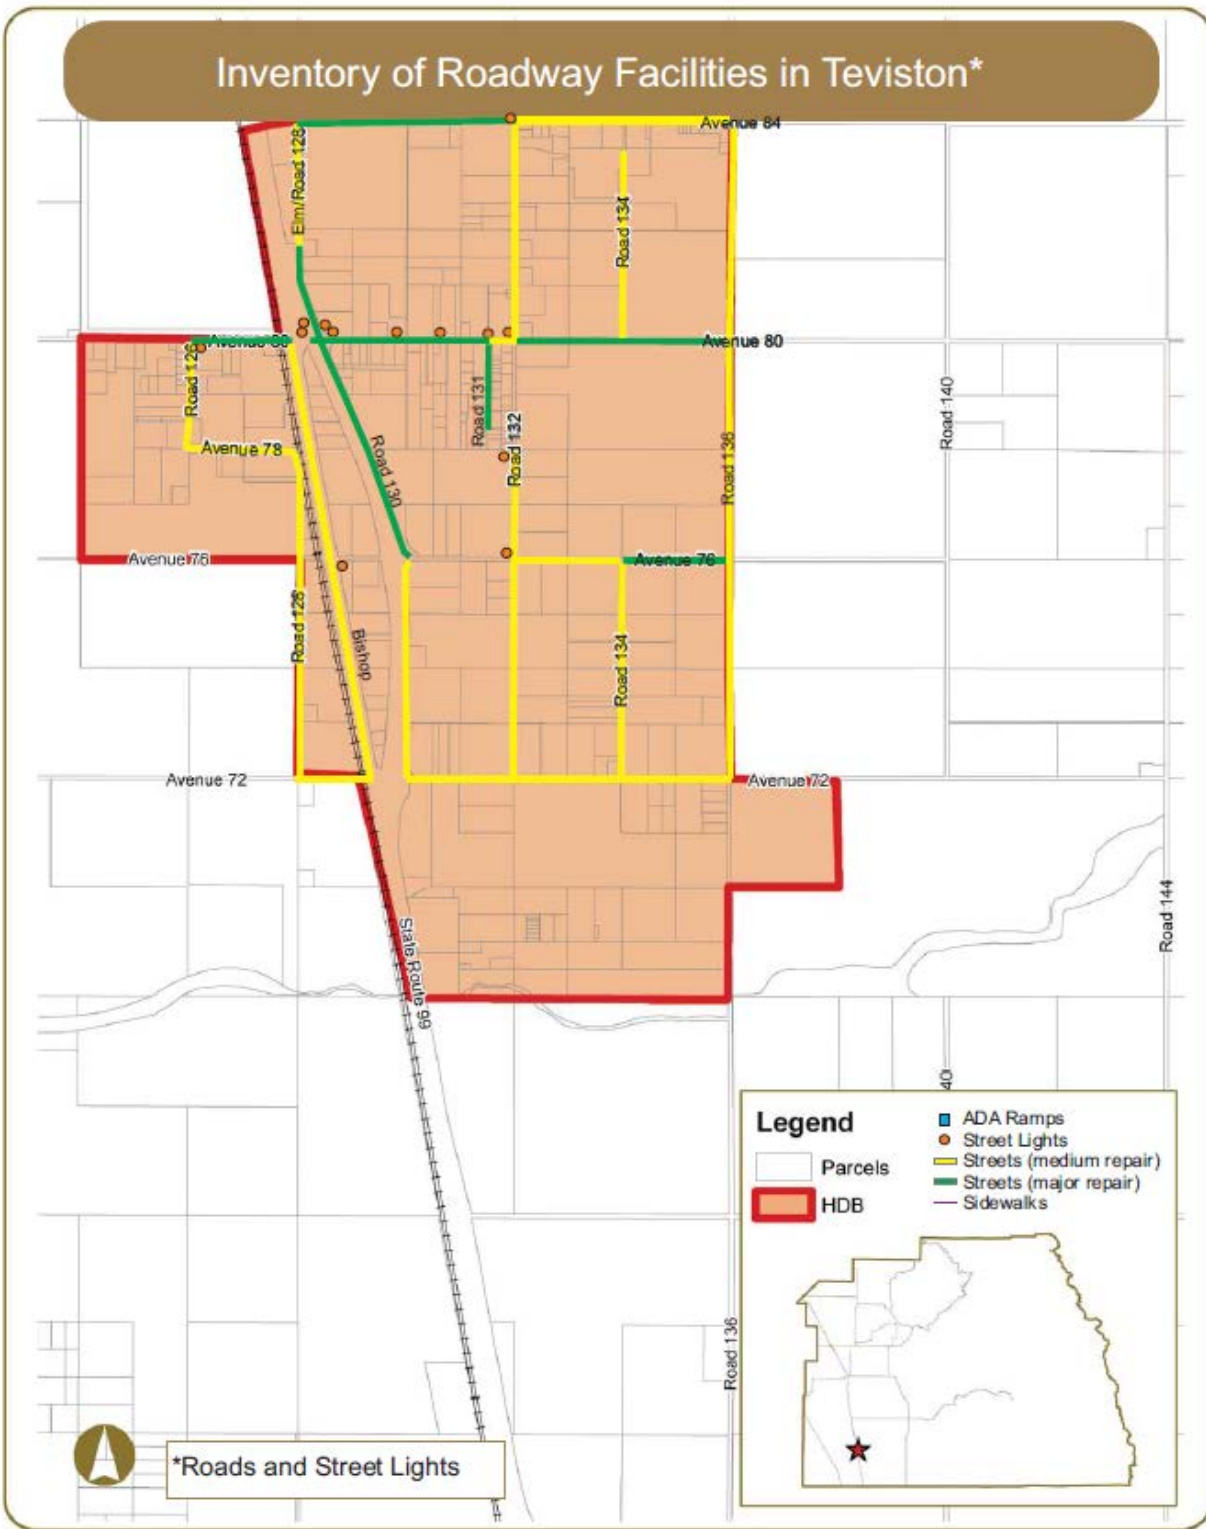 Inventory of Roadway Facilities in Teviston*
Avenue 84
Elm/Road 128
Road 134
Avenue 80
Avenue 80
Road 126
Road 131
Road 132
Road 140
Avenue 78
Road 130
Road 136
Avenue 76
Avenue 76
Road 128
Bishop
Road 134
Avenue 72
Avenue 72
State Route 99
Road 144
40
Road 136
Legend
Parcels
HDB
ADA Ramps
Street Lights
Streets (medium repair)
Streets (major repair)
Sidewalks
*Roads and Street Lights